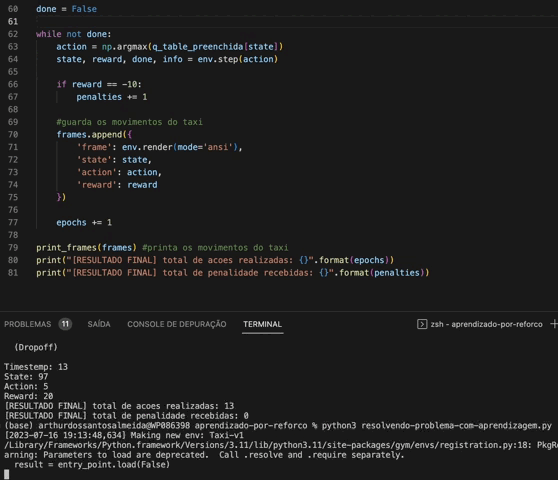 60 done = False
61
62 while not done:
63 action = np.argmax(q_table_preenchida[state])
64 state, reward, done, info = env.step(action)
65
66 if reward == -10:
67 penalties += 1
68
69 #guarda os movimentos do taxi
70 frames.append({
71 'frame': env.render(mode='ansi'),
72 'state': state,
73 'action': action,
74 'reward': reward
75 })
76
77 epochs += 1
78
79 print_frames(frames) #printa os movimentos do taxi
80 print("[RESULTADO FINAL] total de acoes realizadas: {}".format(epochs))
81 print("[RESULTADO FINAL] total de penalidade recebidas: {}".format(penalties))
PROBLEMAS 11 SAÍDA CONSOLE DE DEPURAÇÃO TERMINAL zsh - aprendizado-por-reforco
(Dropoff)
Timestemp: 13
State: 97
Action: 5
Reward: 20
[RESULTADO FINAL] total de acoes realizadas: 13
[RESULTADO FINAL] total de penalidade recebidas: 0
(base) arthurdossantosalmeida@WP086398 aprendizado-por-reforco % python3 resolvendo-problema-com-aprendizagem.py
[2023-07-16 19:13:48,634] Making new env: Taxi-v1
/Library/Frameworks/Python.framework/Versions/3.11/lib/python3.11/site-packages/gym/envs/registration.py:18: PkgRe
arning: Parameters to load are deprecated. Call .resolve and .require separately.
result = entry_point.load(False)